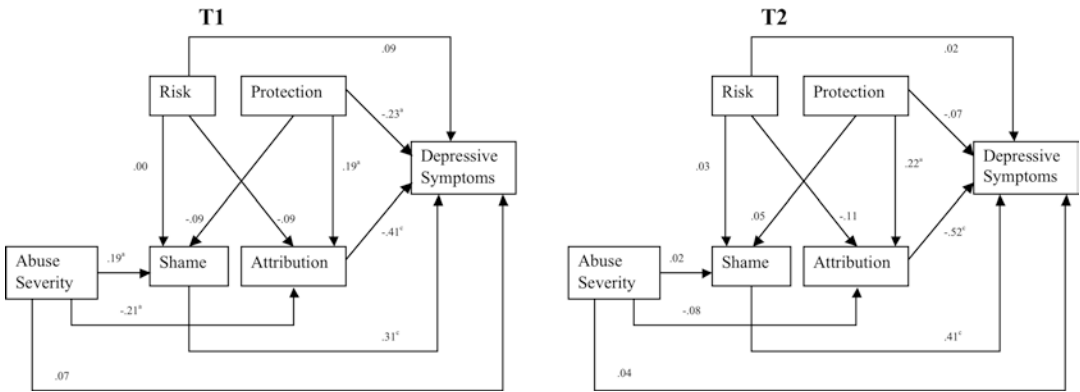 T1
.09
Risk
Protection
-.23ª
.00
.19ª
Depressive
Symptoms
-.09
-.09
-.41ᶜ
Abuse
Severity
.19ª
Shame
Attribution
-.21ª
.31ᶜ
.07
T2
.02
Risk
Protection
-.07
.03
.22ª
Depressive
Symptoms
.05
-.11
-.52ᶜ
Abuse
Severity
.02
Shame
Attribution
-.08
.41ᶜ
.04